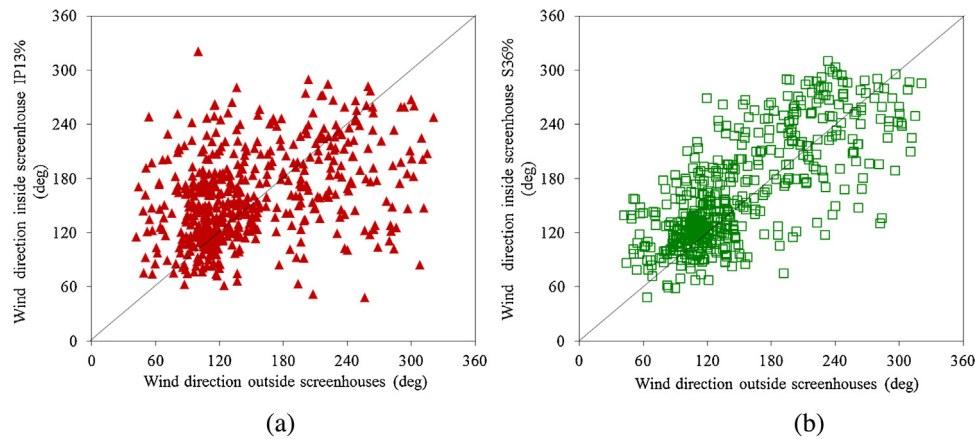 360
300
240
180
120
60
0
Wind direction inside screenhouse IP13%
(deg)
0 60 120 180 240 300 360
Wind direction outside screenhouses (deg)
(a)
360
300
240
180
120
60
0
Wind direction inside screenhouse S36%
(deg)
0 60 120 180 240 300 360
Wind direction outside screenhouses (deg)
(b)